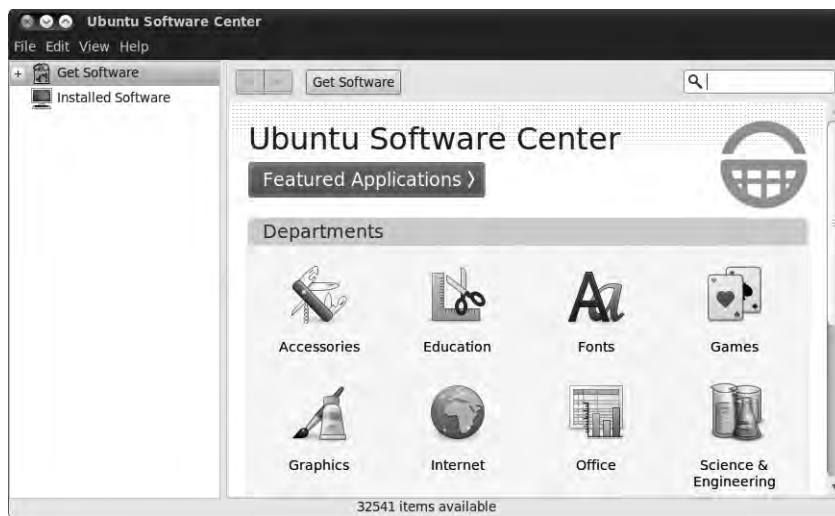 Ubuntu Software Center
File Edit View Help
Get Software
Installed Software
Get Software
Ubuntu Software Center
Featured Applications ›
Departments
Accessories
Education
Fonts
Games
Graphics
Internet
Office
Science &
Engineering
32541 items available